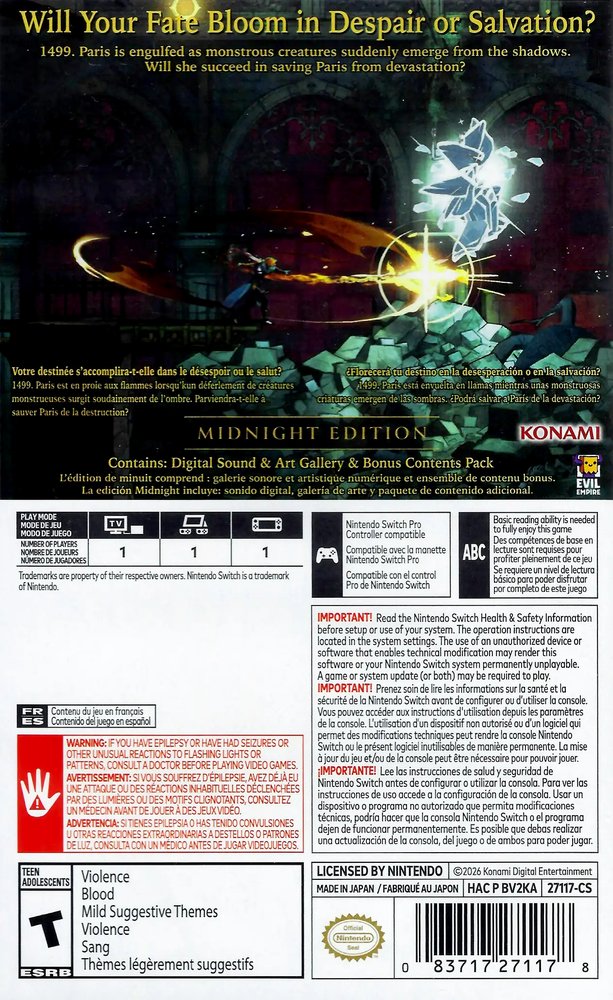 Will Your Fate Bloom in Despair or Salvation?
1499. Paris is engulfed as monstrous creatures suddenly emerge from the shadows.
Will she succeed in saving Paris from devastation?
Votre destinée s'accomplira-t-elle dans le désespoir ou le salut?
1499. Paris est en proie aux flammes lorsqu'kun déferlement de créatures
monstrueuses surgit soudainement de l'ombre. Parviendra-t-elle à
sauver Paris de la destruction?
¿Florecerá tu destino en la desesperación o en la salvación?
1499. París está envuelta en llamas mientras unas monstruosas
criaturas emergen de las sombras. ¿Podrá salvar a París de la devastación?
MIDNIGHT EDITION
KONAMI
Contains: Digital Sound & Art Gallery & Bonus Contents Pack
L'édition de minuit comprend : galerie sonore et artistique numérique et ensemble de contenu bonus.
La edición Midnight incluye: sonido digital, galería de arte y paquete de contenido adicional.
EVIL
EMPIRE
PLAY MODE
MODE DE JEU
MODO DE JUEGO
TV
NUMBER OF PLAYERS
NOMBRE DE JOUEURS
NÚMERO DE JUGADORES
1
1
1
Trademarks are property of their respective owners. Nintendo Switch is a trademark
of Nintendo.
Nintendo Switch Pro
Controller compatible
Compatible avec la manette
Nintendo Switch Pro
Compatible con el control
Pro de Nintendo Switch
ABC
Basic reading ability is needed
to fully enjoy this game
Des compétences de base en
lecture sont requises pour
profiter pleinement de ce jeu
Se requiere un nivel de lectura
básico para poder disfrutar
por completo de este juego
IMPORTANT! Read the Nintendo Switch Health & Safety Information
before setup or use of your system. The operation instructions are
located in the system settings. The use of an unauthorized device or
software that enables technical modification may render this
software or your Nintendo Switch system permanently unplayable.
A game or system update (or both) may be required to play.
IMPORTANT! Prenez soin de lire les informations sur la santé et la
sécurité de la Nintendo Switch avant de configurer ou d'utiliser la console.
Vous pouvez accéder aux instructions d'utilisation depuis les paramètres
de la console. L'utilisation d'un dispositif non autorisé ou d'un logiciel qui
permet des modifications techniques peut rendre la console Nintendo
Switch ou le présent logiciel inutilisables de manière permanente. La mise
à jour du jeu et/ou de la console peut être nécessaire pour pouvoir jouer.
¡IMPORTANTE! Lee las instrucciones de salud y seguridad de
Nintendo Switch antes de configurar o utilizar la consola. Para ver las
instrucciones de uso accede a la configuración de la consola. Usar un
dispositivo o programa no autorizado que permita modificaciones
técnicas, podría hacer que la consola Nintendo Switch o el programa
dejen de funcionar permanentemente. Es posible que debas realizar
una actualización de la consola, del juego o de ambos para poder jugar.
FR Contenu du jeu en français
ES Contenido del juego en español
WARNING: IF YOU HAVE EPILEPSY OR HAVE HAD SEIZURES OR
OTHER UNUSUAL REACTIONS TO FLASHING LIGHTS OR
PATTERNS, CONSULT A DOCTOR BEFORE PLAYING VIDEO GAMES.
AVERTISSEMENT: SI VOUS SOUFFREZ D'ÉPILEPSIE, AVEZ DÉJÀ EU
UNE ATTAQUE OU DES RÉACTIONS INHABITUELLES DÉCLENCHÉES
PAR DES LUMIÈRES OU DES MOTIFS CLIGNOTANTS, CONSULTEZ
UN MÉDECIN AVANT DE JOUER À DES JEUX VIDÉO.
ADVERTENCIA: SI TIENES EPILEPSIA O HAS TENIDO CONVULSIONES
U OTRAS REACCIONES EXTRAORDINARIAS A DESTELLOS O PATRONES
DE LUZ, CONSULTA CON UN MÉDICO ANTES DE JUGAR VIDEOJUEGOS.
TEEN
ADOLESCENTS
T
ESRB
Violence
Blood
Mild Suggestive Themes
Violence
Sang
Thèmes légèrement suggestifs
LICENSED BY NINTENDO
©2026 Konami Digital Entertainment
MADE IN JAPAN / FABRIQUÉ AU JAPON
HAC P BV2KA
27117-CS
Official
Nintendo
Seal
0 83717 27117 8